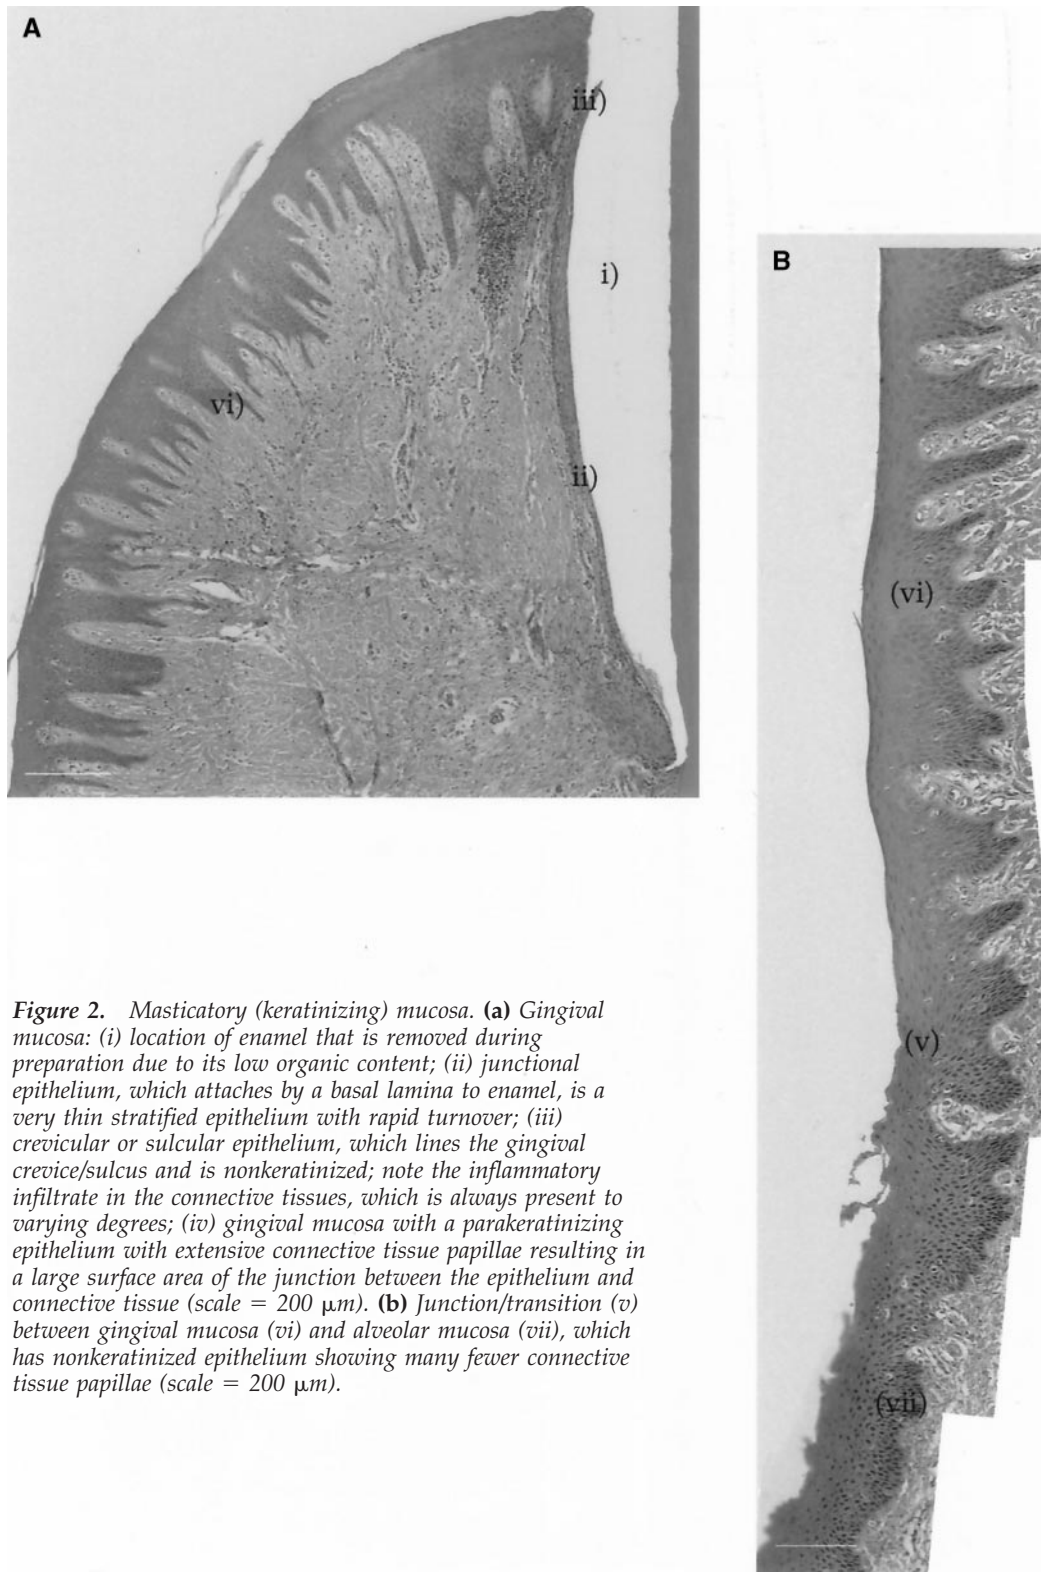 A
iii)
i)
B
vi)
ii)
(vi)
Figure 2. Masticatory (keratinizing) mucosa. (a) Gingival
mucosa: (i) location of enamel that is removed during
preparation due to its low organic content; (ii) junctional
epithelium, which attaches by a basal lamina to enamel, is a
very thin stratified epithelium with rapid turnover; (iii)
crevicular or sulcular epithelium, which lines the gingival
crevice/sulcus and is nonkeratinized; note the inflammatory
infiltrate in the connective tissues, which is always present to
varying degrees; (iv) gingival mucosa with a parakeratinizing
epithelium with extensive connective tissue papillae resulting in
a large surface area of the junction between the epithelium and
connective tissue (scale = 200 μm). (b) Junction/transition (v)
between gingival mucosa (vi) and alveolar mucosa (vii), which
has nonkeratinized epithelium showing many fewer connective
tissue papillae (scale = 200 μm).
(v)
(vii)